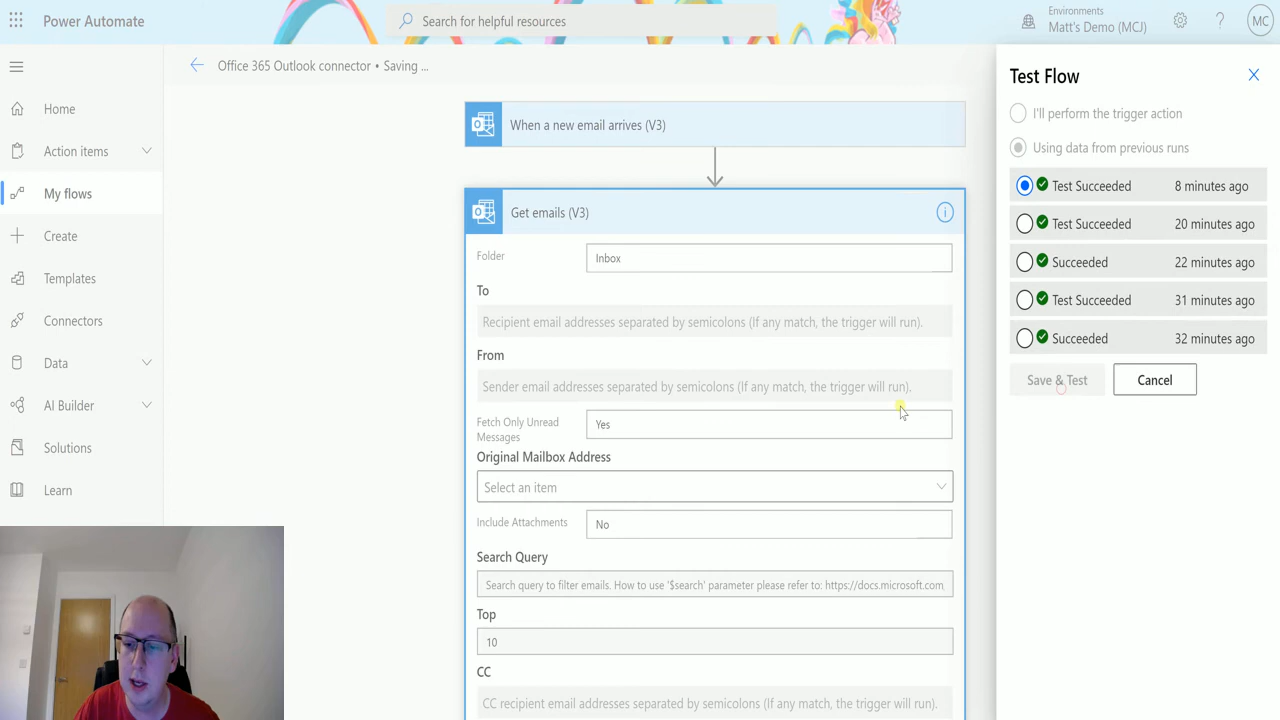 Power Automate
Search for helpful resources
Environments
Matt's Demo (MCJ)
?
MC
Office 365 Outlook connector • Saving ...
Home
Action items
My flows
Create
Templates
Connectors
Data
AI Builder
Solutions
Learn
When a new email arrives (V3)
Get emails (V3)
Folder
Inbox
To
Recipient email addresses separated by semicolons (If any match, the trigger will run).
From
Sender email addresses separated by semicolons (If any match, the trigger will run).
Fetch Only Unread
Messages
Yes
Original Mailbox Address
Select an item
Include Attachments
No
Search Query
Search query to filter emails. How to use '$search' parameter please refer to: https://docs.microsoft.com
Top
10
CC
CC recipient email addresses separated by semicolons (If any match, the trigger will run).
Test Flow
I'll perform the trigger action
Using data from previous runs
Test Succeeded 8 minutes ago
Test Succeeded 20 minutes ago
Succeeded 22 minutes ago
Test Succeeded 31 minutes ago
Succeeded 32 minutes ago
Save & Test
Cancel